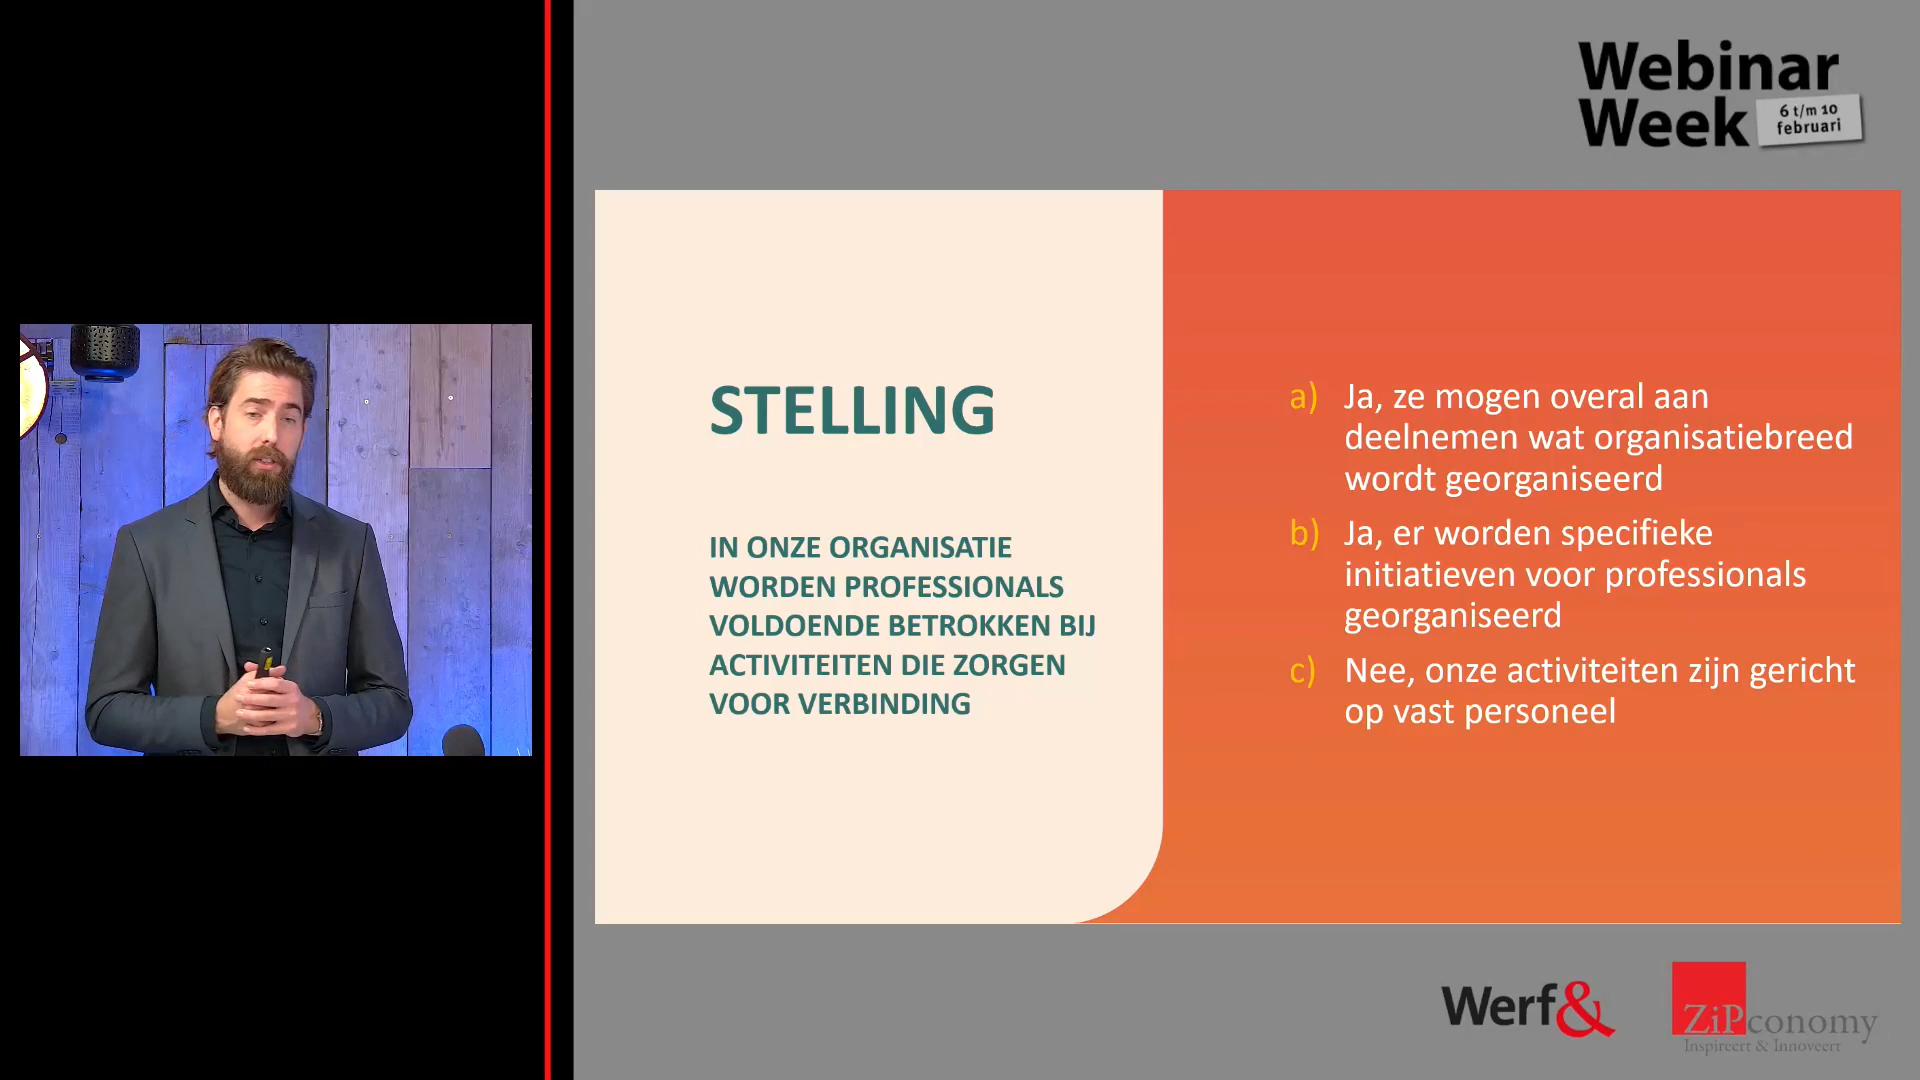 Webinar
Week
6 t/m 10
februari
STELLING
IN ONZE ORGANISATIE
WORDEN PROFESSIONALS
VOLDOENDE BETROKKEN BIJ
ACTIVITEITEN DIE ZORGEN
VOOR VERBINDING
a) Ja, ze mogen overal aan
deelnemen wat organisatiebreed
wordt georganiseerd
b) Ja, er worden specifieke
initiatieven voor professionals
georganiseerd
c) Nee, onze activiteiten zijn gericht
op vast personeel
Werf&
ZiPconomy
Inspireert & Innoveert